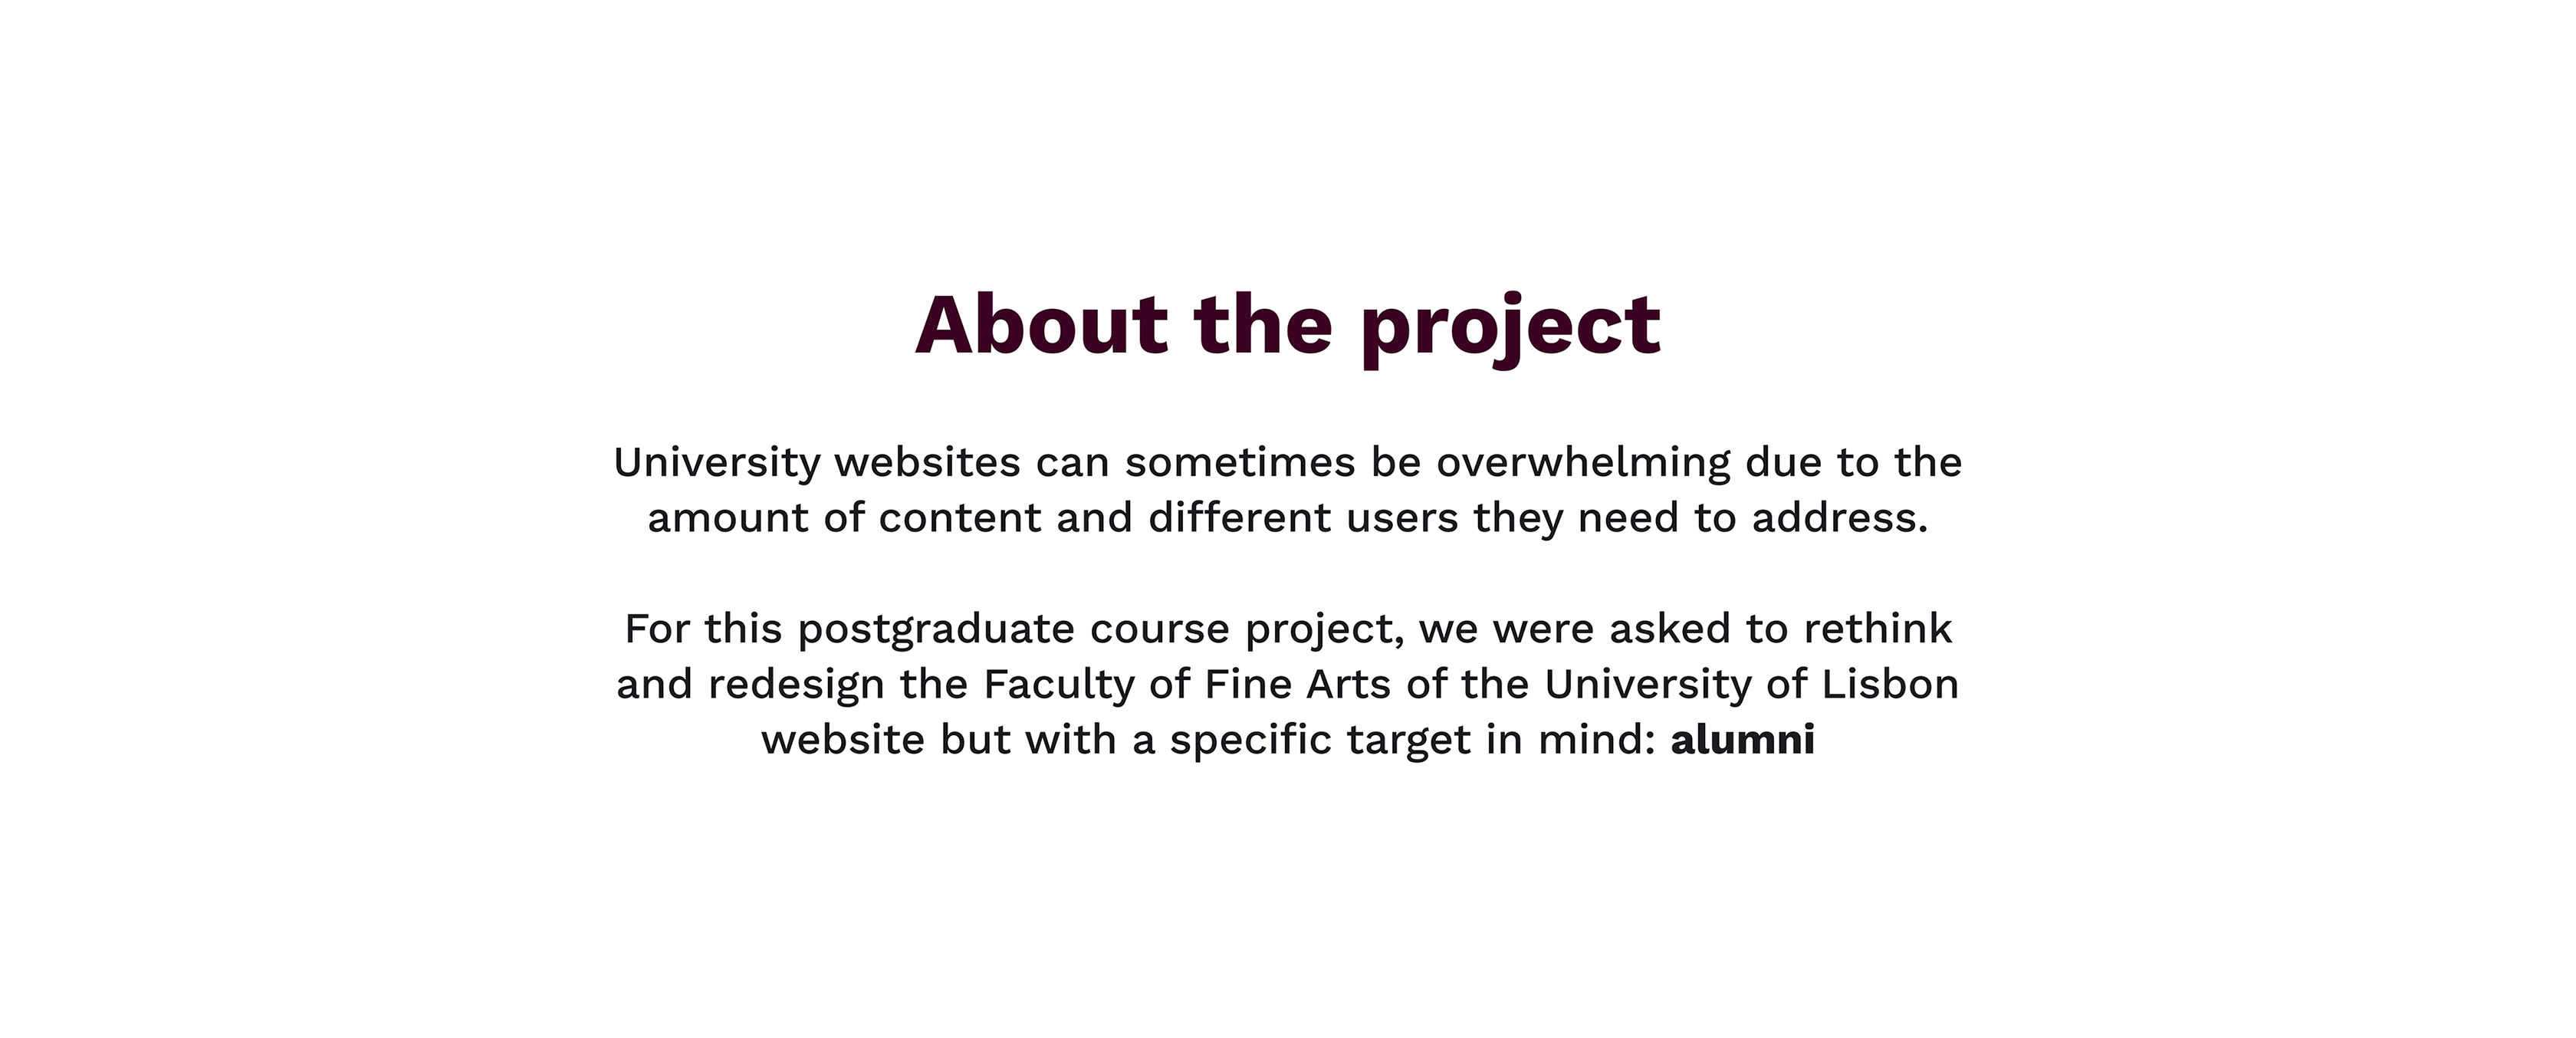 About the project
University websites can sometimes be overwhelming due to the
amount of content and different users they need to address.
For this postgraduate course project, we were asked to rethink
and redesign the Faculty of Fine Arts of the University of Lisbon
website but with a specific target in mind: alumni